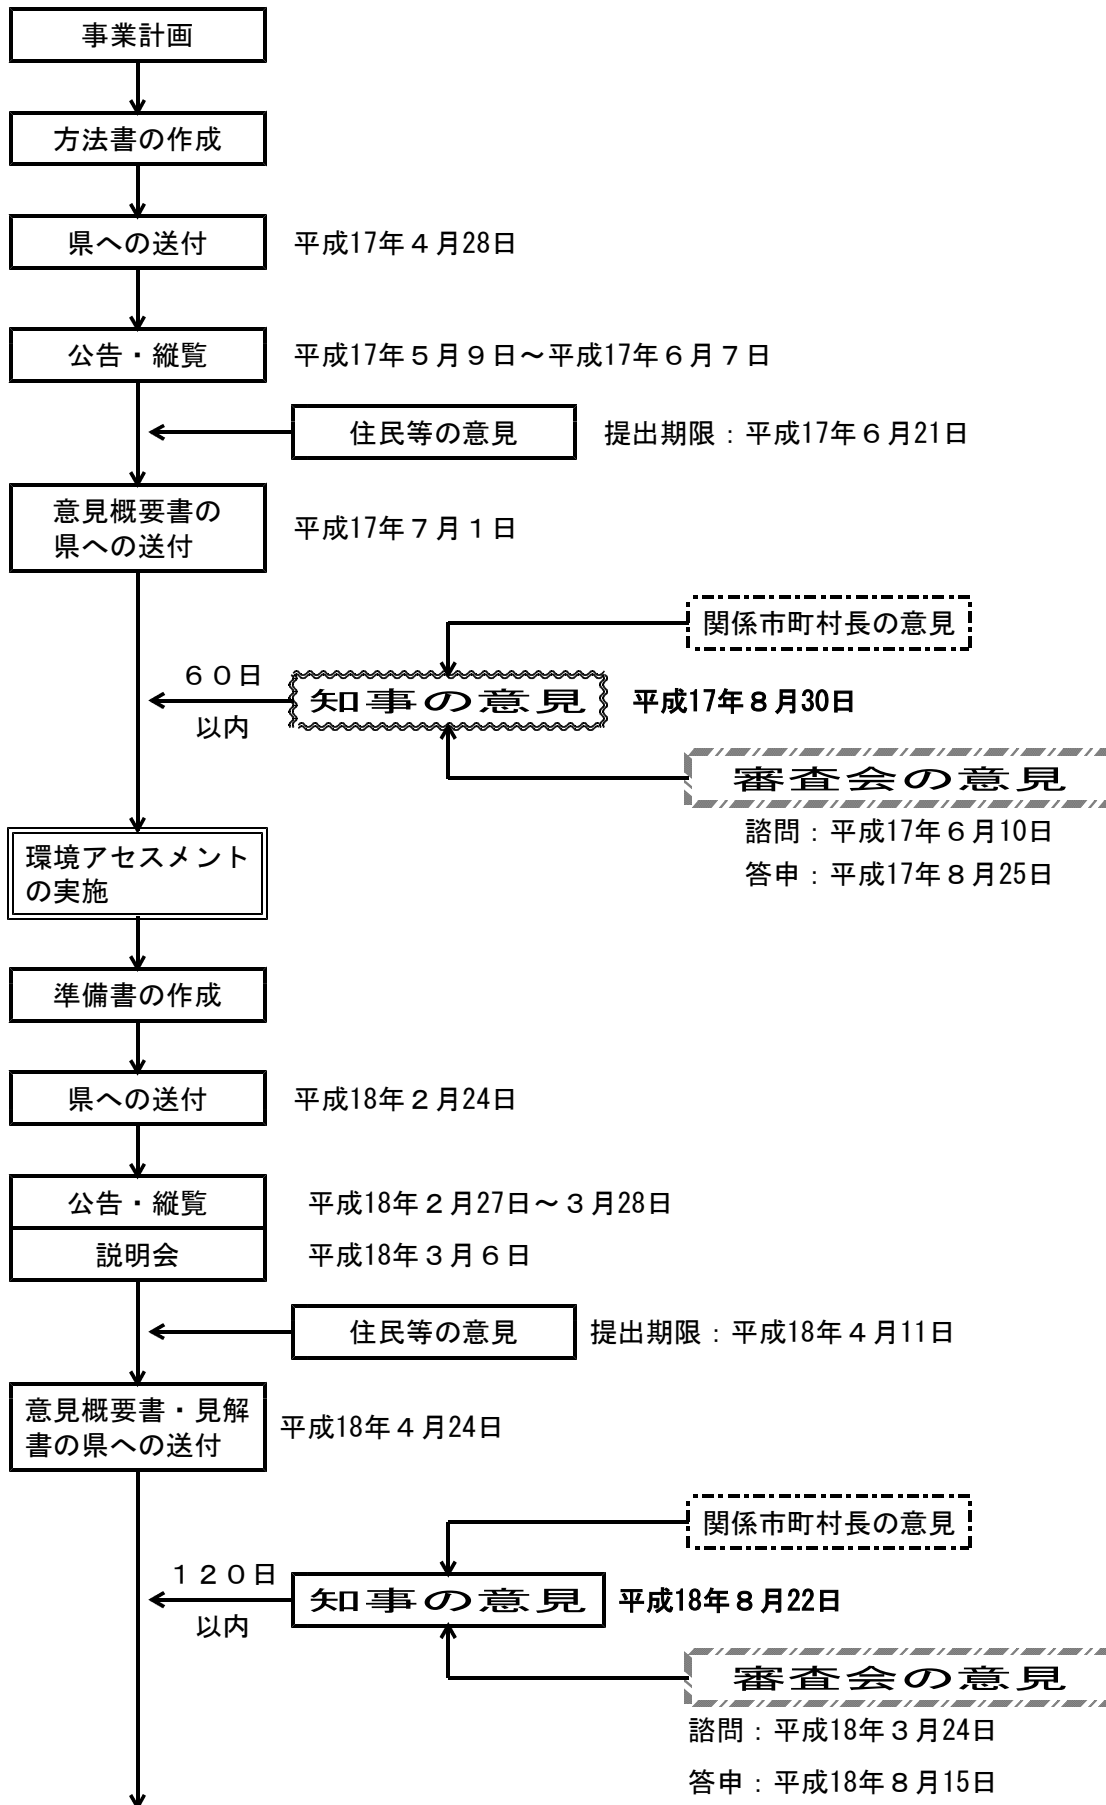 事業計画
方法書の作成
県への送付
平成17年４月28日
公告・縦覧
平成17年５月９日～平成17年６月７日
住民等の意見
提出期限：平成17年６月21日
意見概要書の
県への送付
平成17年７月１日
関係市町村長の意見
６０日
以内
知事の意見
平成17年８月30日
審査会の意見
諮問：平成17年６月10日
答申：平成17年８月25日
環境アセスメント
の実施
準備書の作成
県への送付
平成18年２月24日
公告・縦覧
平成18年２月27日～３月28日
説明会
平成18年３月６日
住民等の意見
提出期限：平成18年４月11日
意見概要書・見解
書の県への送付
平成18年４月24日
関係市町村長の意見
１２０日
以内
知事の意見
平成18年８月22日
審査会の意見
諮問：平成18年３月24日
答申：平成18年８月15日